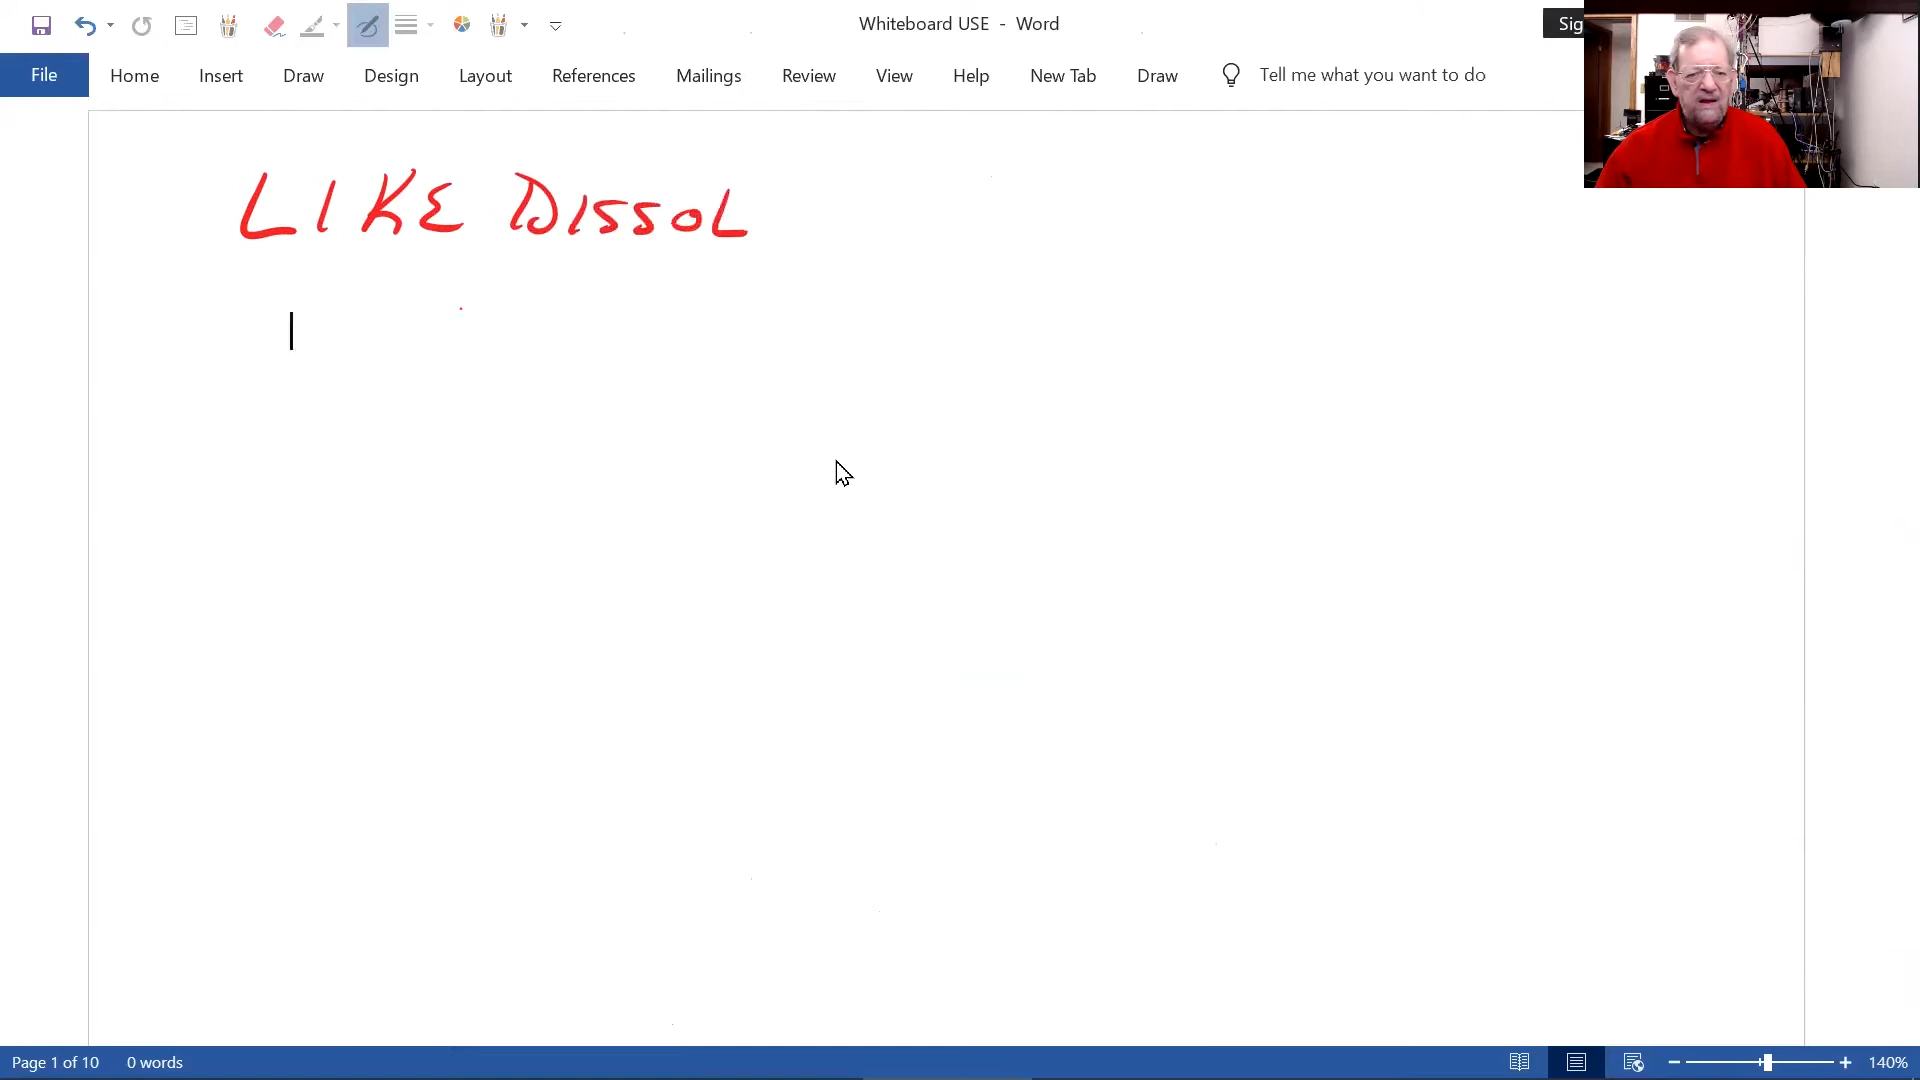 Whiteboard USE - Word
Sig
File Home Insert Draw Design Layout References Mailings Review View Help New Tab Draw Tell me what you want to do
LIKE DISSOL
Page 1 of 10 0 words 140%